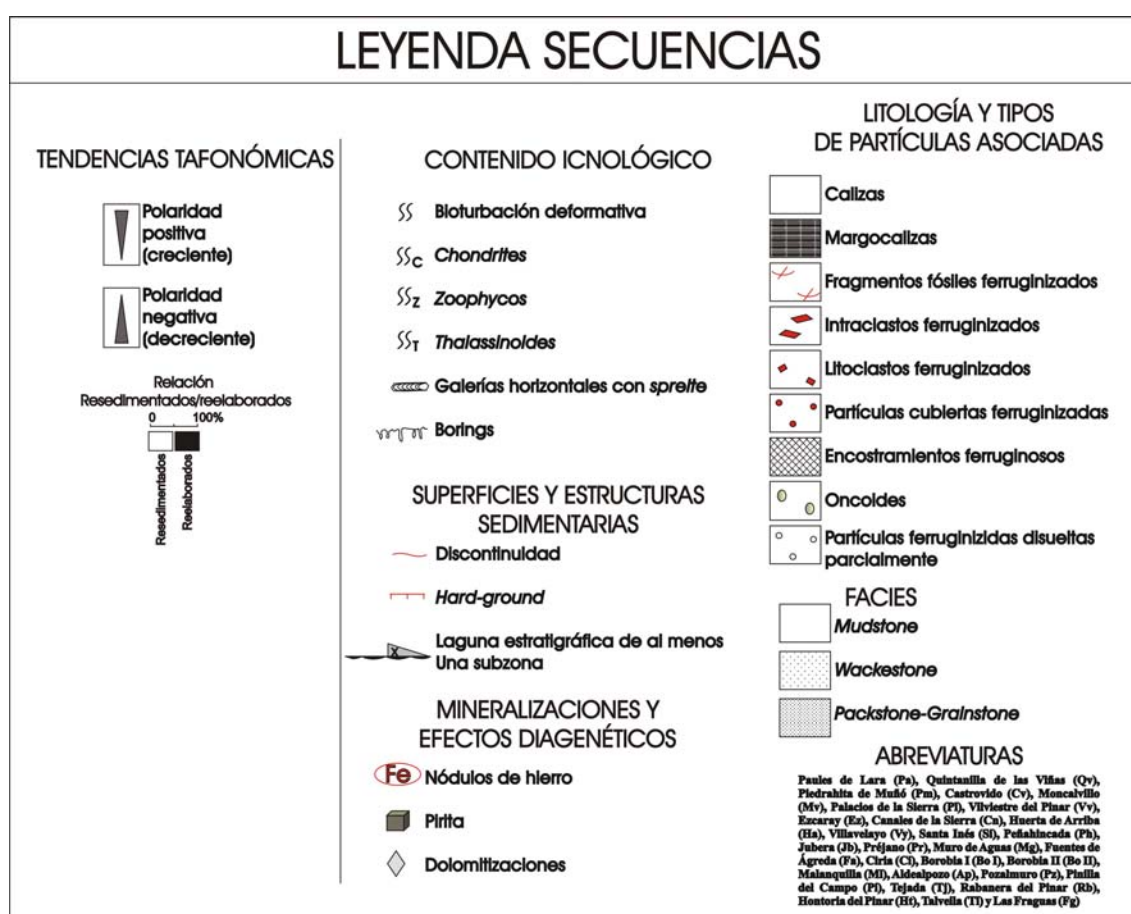 LEYENDA SECUENCIAS
TENDENCIAS TAFONÓMICAS
Polaridad
positiva
(creciente)
Polaridad
negativa
(decreciente)
Relación
Resedimentados/reelaborados
0 100%
Resedimentados
Reelaborados
CONTENIDO ICNOLÓGICO
Bioturbación deformativa
C Chondrites
Z Zoophycos
T Thalassinoides
Galerías horizontales con spreite
Borings
SUPERFICIES Y ESTRUCTURAS
SEDIMENTARIAS
Discontinuidad
Hard-ground
X Laguna estratigráfica de al menos
Una subzona
MINERALIZACIONES Y
EFECTOS DIAGENÉTICOS
Fe Nódulos de hierro
Pirita
Dolomitizaciones
LITOLOGÍA Y TIPOS
DE PARTÍCULAS ASOCIADAS
Calizas
Margocalizas
Fragmentos fósiles ferruginizados
Intraclastos ferruginizados
Litoclastos ferruginizados
Partículas cubiertas ferruginizadas
Encostramientos ferruginosos
Oncoides
Partículas ferruginizidas disueltas
parcialmente
FACIES
Mudstone
Wackestone
Packstone-Grainstone
ABREVIATURAS
Paules de Lara (Pa), Quintanilla de las Viñas (Qv),
Piedrahita de Muñó (Pm), Castrovido (Cv), Moncalvillo
(Mv), Palacios de la Sierra (Pl), Vilviestre del Pinar (Vv),
Ezcaray (Ez), Canales de la Sierra (Cn), Huerta de Arriba
(Ha), Villavelayo (Vy), Santa Inés (SI), Peñahincada (Ph),
Jubera (Jb), Préjano (Pr), Muro de Aguas (Mg), Fuentes de
Ágreda (Fa), Ciria (Ci), Borobia I (Bo I), Borobia II (Bo II),
Malanquilla (Ml), Aldealpozo (Ap), Pozalmuro (Pz), Pinilla
del Campo (Pi), Tejada (Tj), Rabanera del Pinar (Rb),
Hontoria del Pinar (Ht), Talveila (Tl) y Las Fraguas (Fg)